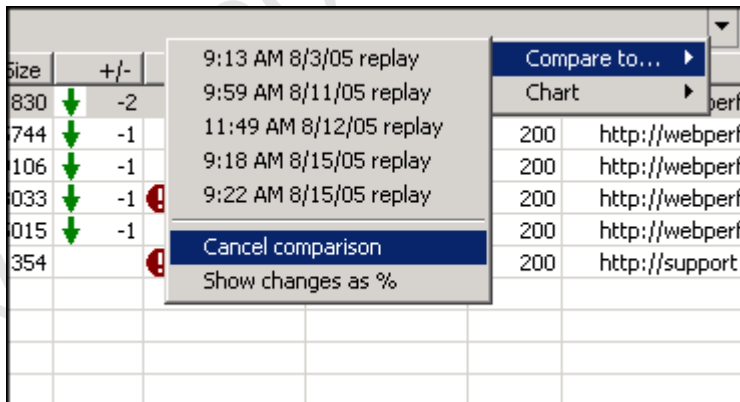 Size +/-
9:13 AM 8/3/05 replay Compare to...
830 -2 9:59 AM 8/11/05 replay Chart
5744 -1 11:49 AM 8/12/05 replay 200 http://webperf
106 -1 9:18 AM 8/15/05 replay 200 http://webperf
033 -1 9:22 AM 8/15/05 replay 200 http://webperf
015 -1 200 http://webperf
354 Cancel comparison 200 http://support
Show changes as %